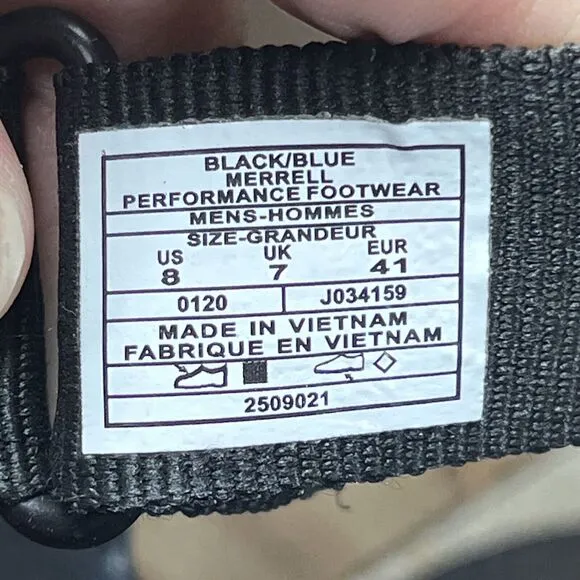 BLACK/BLUE
MERRELL
PERFORMANCE FOOTWEAR
MENS-HOMMES
SIZE-GRANDEUR
US UK EUR
8 7 41
0120 J034159
MADE IN VIETNAM
FABRIQUE EN VIETNAM
2509021